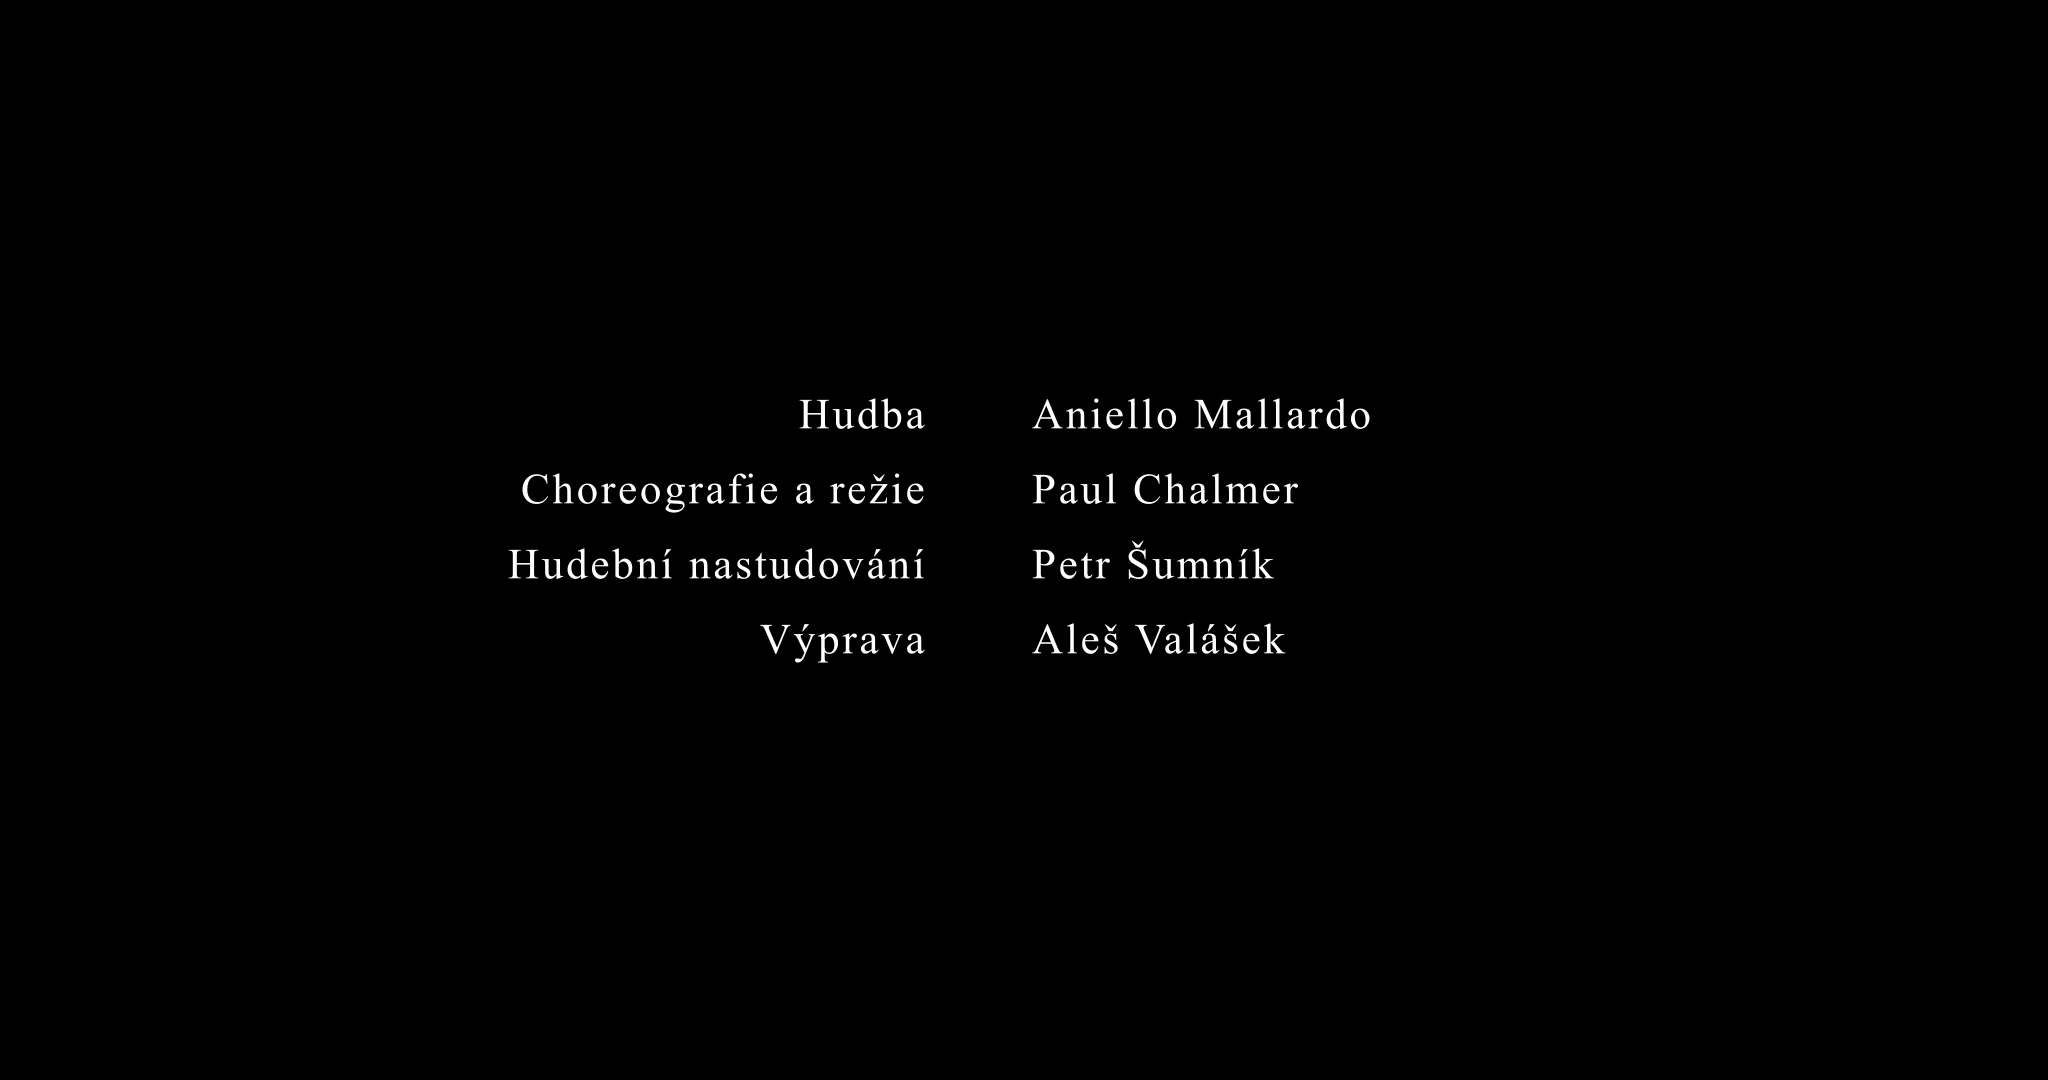 Hudba Aniello Mallardo
Choreografie a režie Paul Chalmer
Hudební nastudování Petr Šumník
Výprava Aleš Valášek